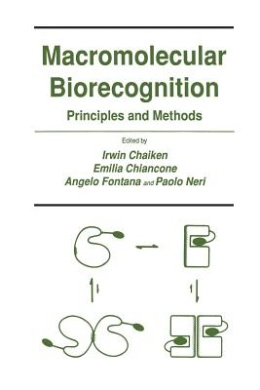 Macromolecular
Biorecognition
Principles and Methods
Edited by
Irwin Chaiken
Emilia Chiancone
Angelo Fontana and Paolo Neri